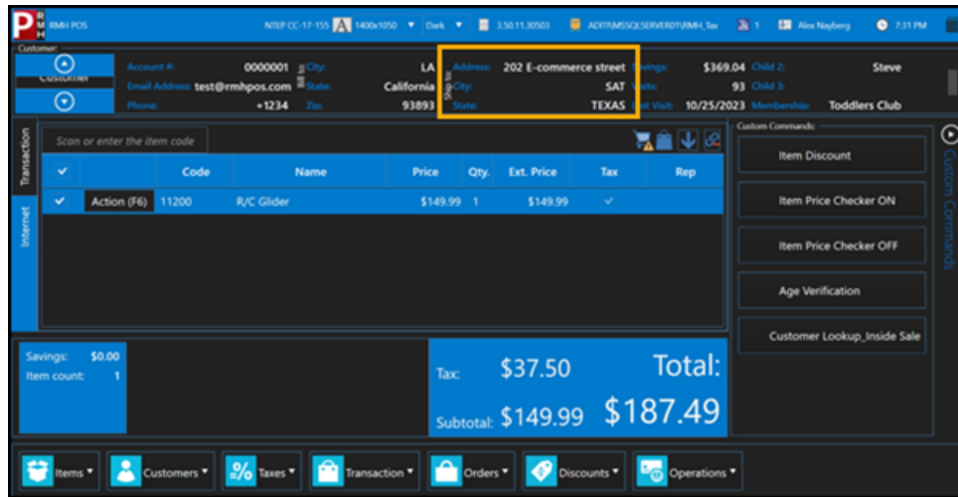 RMH
RMH POS NTEP CC-17-155 A 1400x1050 Dark 3.50.11.30503 ADITI\MSSQLSERVER01\RMH_Tax 1 Alex Nayberg 7:31 PM
Customer:
Customer
Account #: 0000001 Bill to: City: LA Ship to: Address: 202 E-commerce street Savings: $369.04 Child 2: Steve
Email Address: test@rmhpos.com State: California City: SAT Visits: 93 Child 3:
Phone: +1234 Zip: 93893 State: TEXAS Last Visit: 10/25/2023 Membership: Toddlers Club
Transaction
Internet
Scan or enter the item code
Code Name Price Qty. Ext. Price Tax Rep
Action (F6) 11200 R/C Glider $149.99 1 $149.99
Custom Commands:
Item Discount
Item Price Checker ON
Item Price Checker OFF
Age Verification
Customer Lookup_Inside Sale
Custom Commands
Savings: $0.00
Item count: 1
Tax: $37.50 Total:
Subtotal: $149.99 $187.49
Items Customers Taxes Transaction Orders Discounts Operations